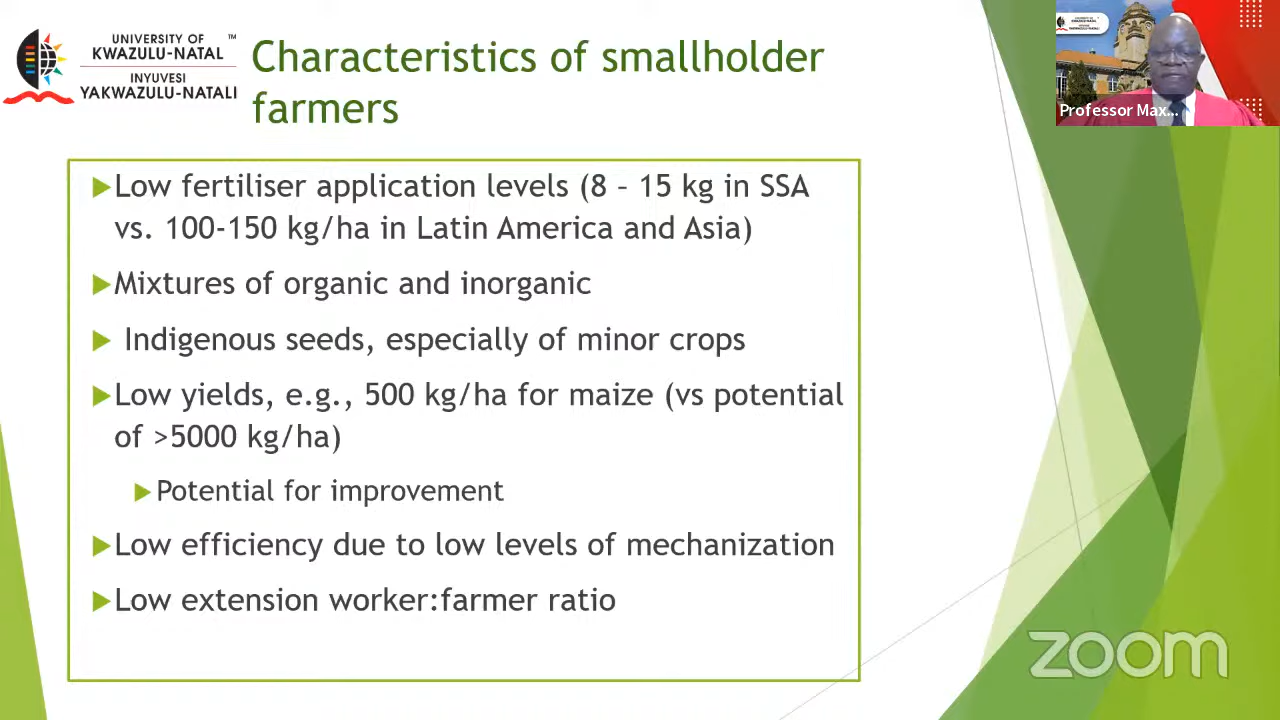 UNIVERSITY OF ™
KWAZULU-NATAL
INYUVESI
YAKWAZULU-NATALI
Characteristics of smallholder
farmers
Professor Max...
Low fertiliser application levels (8 – 15 kg in SSA
vs. 100-150 kg/ha in Latin America and Asia)
Mixtures of organic and inorganic
Indigenous seeds, especially of minor crops
Low yields, e.g., 500 kg/ha for maize (vs potential
of >5000 kg/ha)
Potential for improvement
Low efficiency due to low levels of mechanization
Low extension worker:farmer ratio
zoom